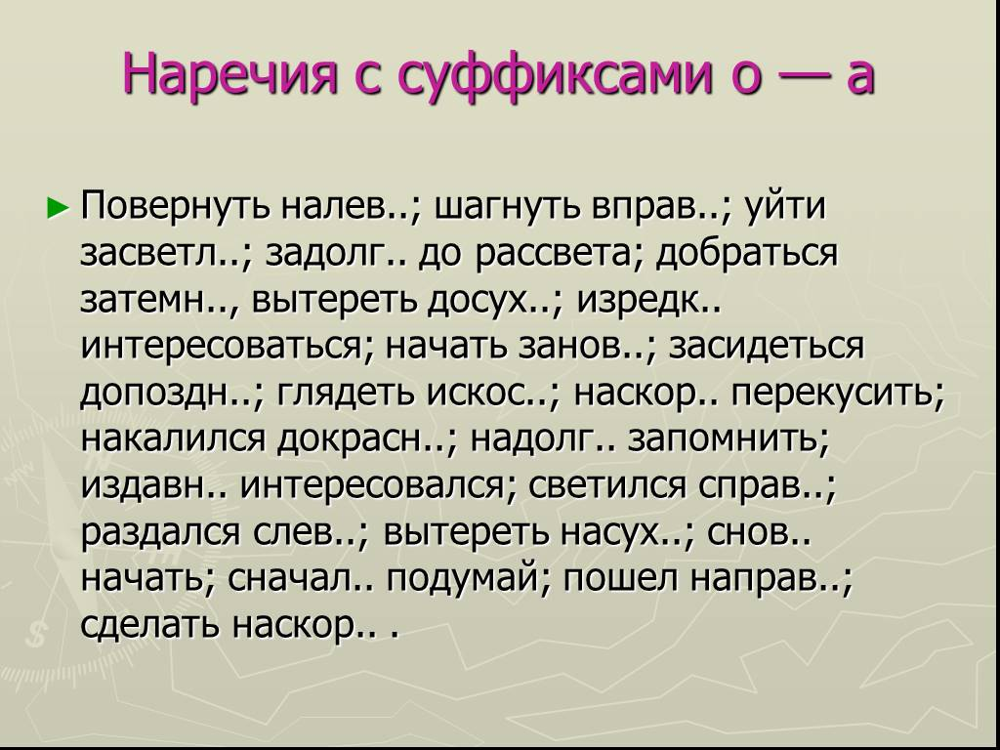 Наречия с суффиксами о — а
Повернуть налев..; шагнуть вправ..; уйти
засветл..; задолг.. до рассвета; добраться
затемн.., вытереть досух..; изредк..
интересоваться; начать занов..; засидеться
допоздн..; глядеть искос..; наскор.. перекусить;
накалился докрасн..; надолг.. запомнить;
издавн.. интересовался; светился справ..;
раздался слев..; вытереть насух..; снов..
начать; сначал.. подумай; пошел направ..;
сделать наскор.. .